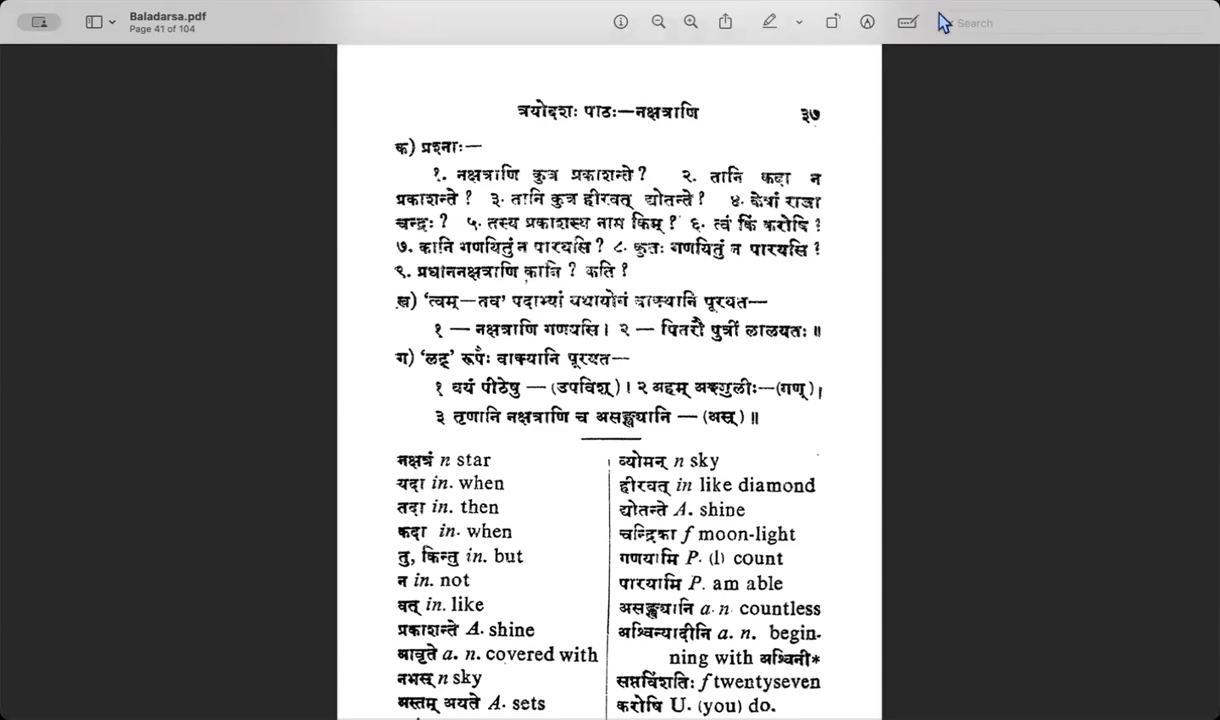 Baladarsa.pdf
Page 41 of 104
Search
त्रयोदशः पाठः—नक्षत्राणि ३७
क) प्रश्नाः—
१. नक्षत्राणि कुत्र प्रकाशन्ते ? २. तानि कदा न
प्रकाशन्ते ? ३. तानि कुत्र हीरवत् द्योतन्ते ? ४. केषां राजा
चन्द्रः ? ५. तस्य प्रकाशस्य नाम किम् ? ६. त्वं किं करोषि ?
७. कानि गणयितुं न पारयसि ? ८. कुतः गणयितुं न पारयसि ?
९. प्रधाननक्षत्राणि कानि ? कति ?
ख) 'त्वम्—तव' पदाभ्यां यथायोगं वाक्यानि पूरयत—
१ — नक्षत्राणि गणयसि। २ — पितरौ पुत्रीं लालयतः ॥
ग) 'लट्' रूपैः वाक्यानि पूरयत—
१ वयं पीठेषु — (उपविश्)। २ अहम् अङ्गुलीः—(गण्)।
३ तृणानि नक्षत्राणि च असङ्ख्यानि — (अस्)॥
नक्षत्रं n star
यदा in. when
तदा in. then
कदा in. when
तु, किन्तु in. but
न in. not
वत् in. like
प्रकाशन्ते A. shine
आवृते a. n. covered with
नभस् n sky
अस्तम् अयते A. sets
व्योमन् n sky
हीरवत् in like diamond
द्योतन्ते A. shine
चन्द्रिका f moon-light
गणयामि P. (I) count
पारयामि P. am able
असङ्ख्यानि a. n. countless
अश्विन्यादीनि a. n. begin-
ning with अश्विनी*
सप्तविंशतिः f twentyseven
करोषि U. (you) do.